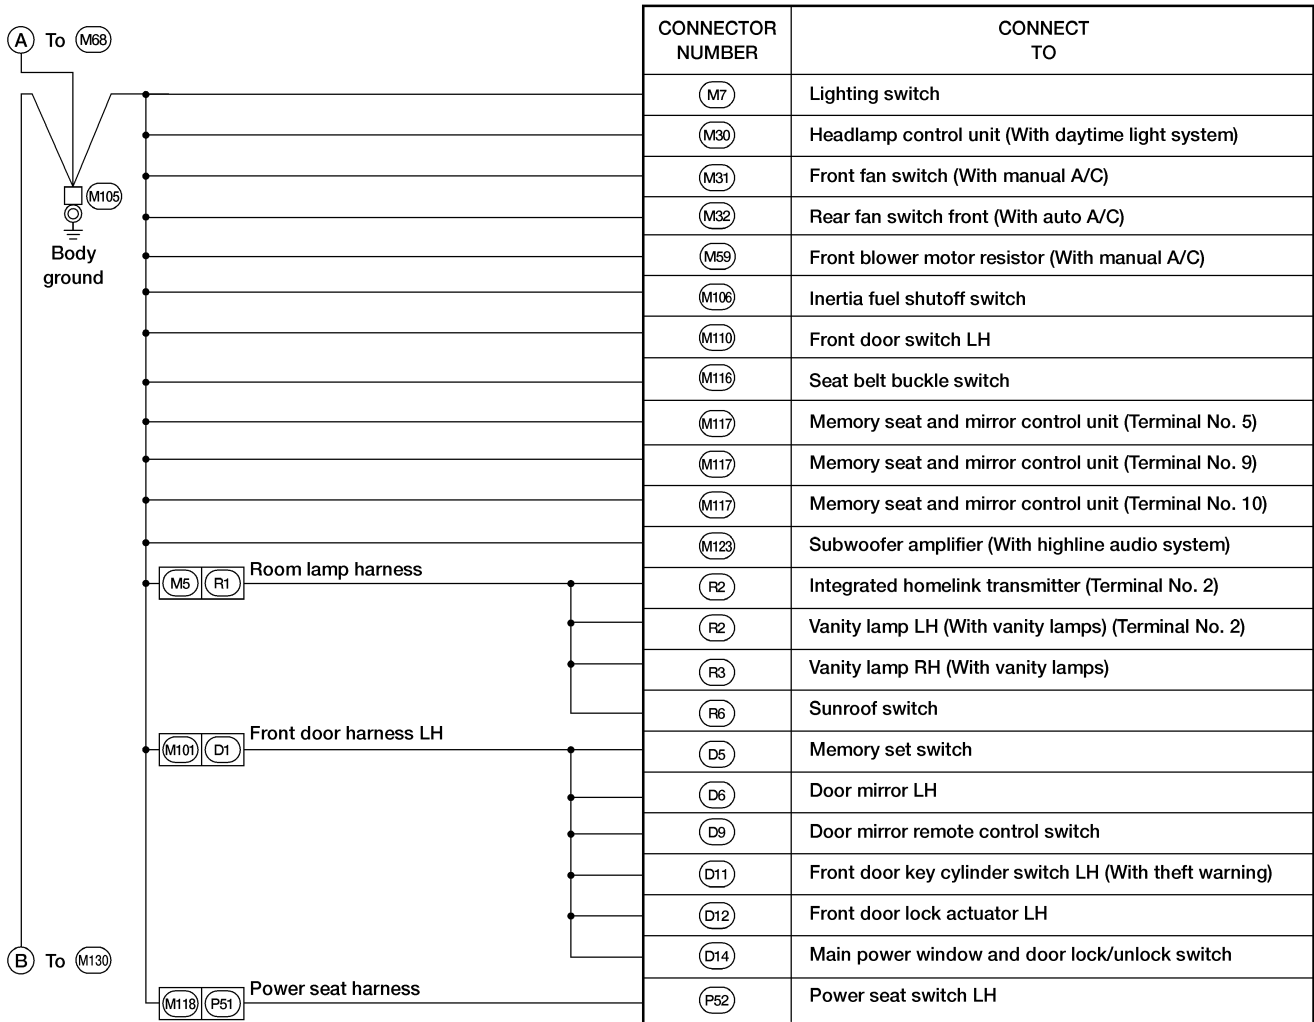 A To M68
M105
Body
ground
B To M130
CONNECTOR
NUMBER
CONNECT
TO
M7 Lighting switch
M30 Headlamp control unit (With daytime light system)
M31 Front fan switch (With manual A/C)
M32 Rear fan switch front (With auto A/C)
M59 Front blower motor resistor (With manual A/C)
M106 Inertia fuel shutoff switch
M110 Front door switch LH
M116 Seat belt buckle switch
M117 Memory seat and mirror control unit (Terminal No. 5)
M117 Memory seat and mirror control unit (Terminal No. 9)
M117 Memory seat and mirror control unit (Terminal No. 10)
M123 Subwoofer amplifier (With highline audio system)
M5 R1 Room lamp harness
R2 Integrated homelink transmitter (Terminal No. 2)
R2 Vanity lamp LH (With vanity lamps) (Terminal No. 2)
R3 Vanity lamp RH (With vanity lamps)
R6 Sunroof switch
M101 D1 Front door harness LH
D5 Memory set switch
D6 Door mirror LH
D9 Door mirror remote control switch
D11 Front door key cylinder switch LH (With theft warning)
D12 Front door lock actuator LH
D14 Main power window and door lock/unlock switch
M118 P51 Power seat harness
P52 Power seat switch LH